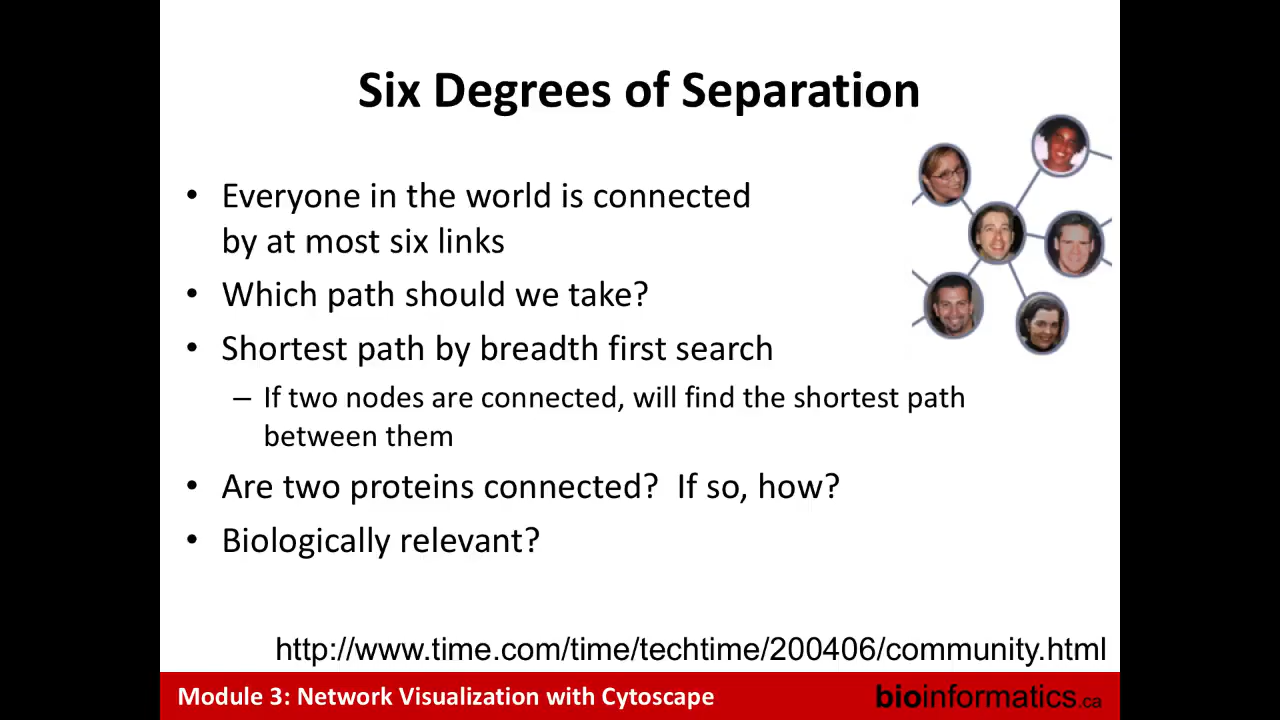 Six Degrees of Separation
• Everyone in the world is connected
by at most six links
• Which path should we take?
• Shortest path by breadth first search
– If two nodes are connected, will find the shortest path
between them
• Are two proteins connected?  If so, how?
• Biologically relevant?
http://www.time.com/time/techtime/200406/community.html
Module 3: Network Visualization with Cytoscape
bioinformatics.ca